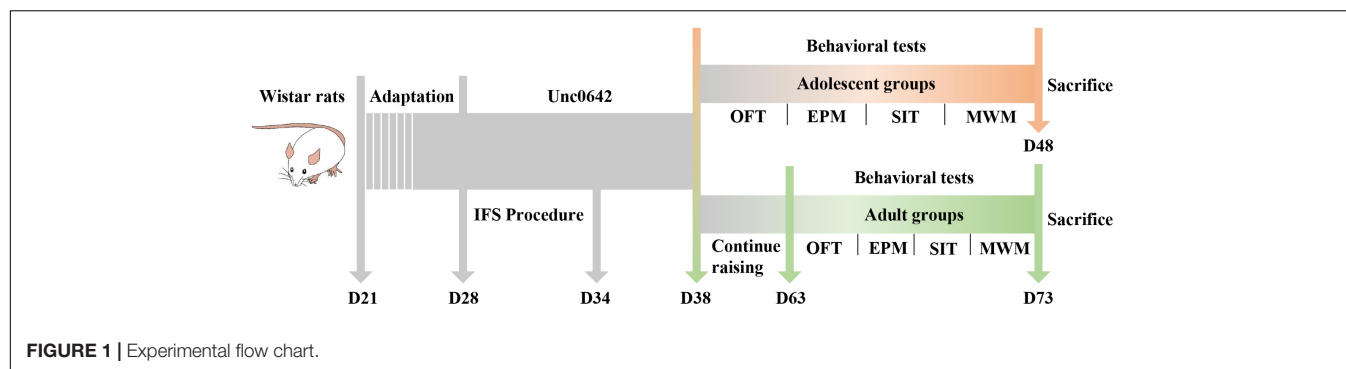 Behavioral tests
Wistar rats
Adaptation
Unc0642
Adolescent groups
Sacrifice
OFT | EPM | SIT | MWM
D48
Behavioral tests
IFS Procedure
Adult groups
Sacrifice
Continue
raising
OFT | EPM | SIT | MWM
D21
D28
D34
D38
D63
D73
FIGURE 1 | Experimental flow chart.